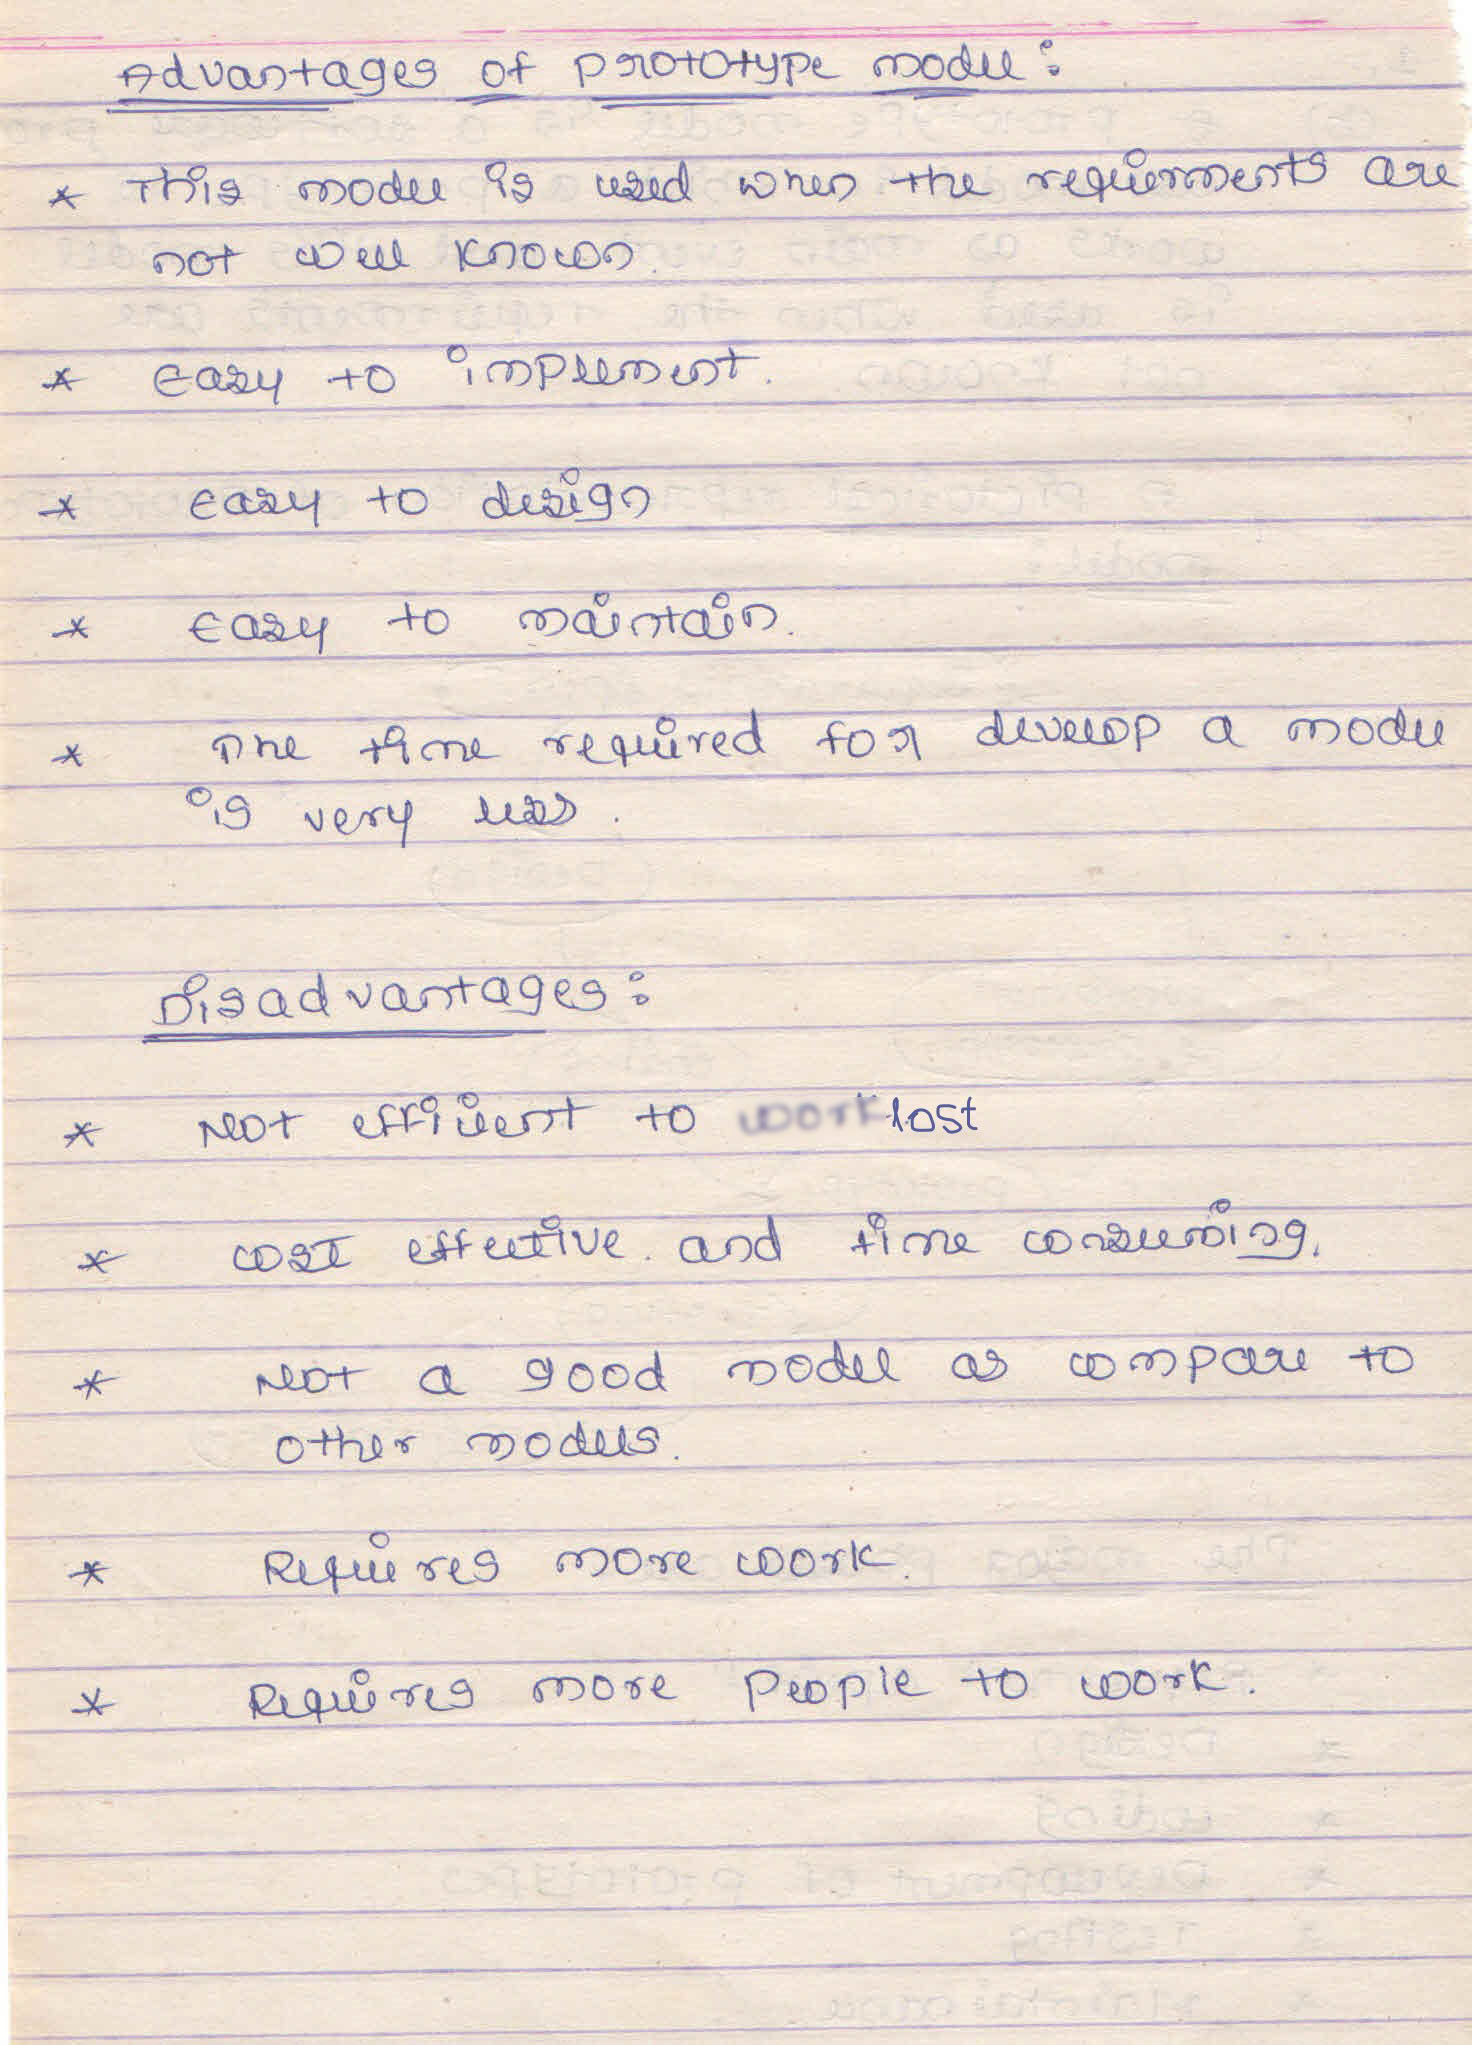 Advantages of prototype model:
* This model is used when the requirments are
not well known.
* Easy to implement.
* Easy to design
* Easy to maintain.
* The time required for develop a model
is very less.
Disadvantages:
* Not efficient to work lost
* cost effective. and time consuming.
* Not a good model as compare to
other models.
* Requires more work.
* Requires more people to work.